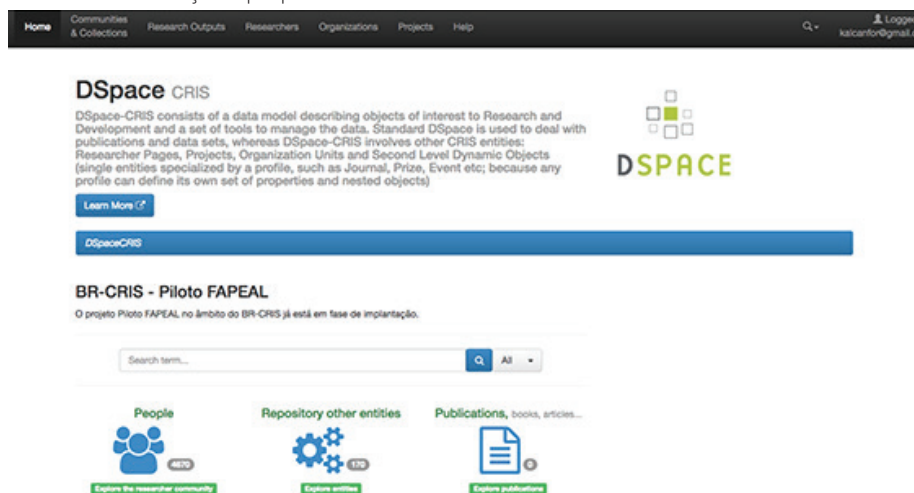 Home Communities & Collections Research Outputs Researchers Organizations Projects Help
DSpace CRIS
DSpace-CRIS consists of a data model describing objects of interest to Research and
Development and a set of tools to manage the data. Standard DSpace is used to deal with
publications and data sets, whereas DSpace-CRIS involves other CRIS entities:
Researcher Pages, Projects, Organization Units and Second Level Dynamic Objects
(single entities specialized by a profile, such as Journal, Prize, Event etc; because any
profile can define its own set of properties and nested objects)
DSPACE
Learn More
DSpaceCRIS
BR-CRIS - Piloto FAPEAL
O projeto Piloto FAPEAL no âmbito do BR-CRIS já está em fase de implantação.
Search term... All
People Repository other entities Publications, books, articles...
4870 170 0
Explore the researcher community Explore entities Explore publications